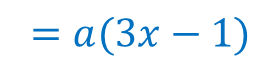 = a(3x − 1)